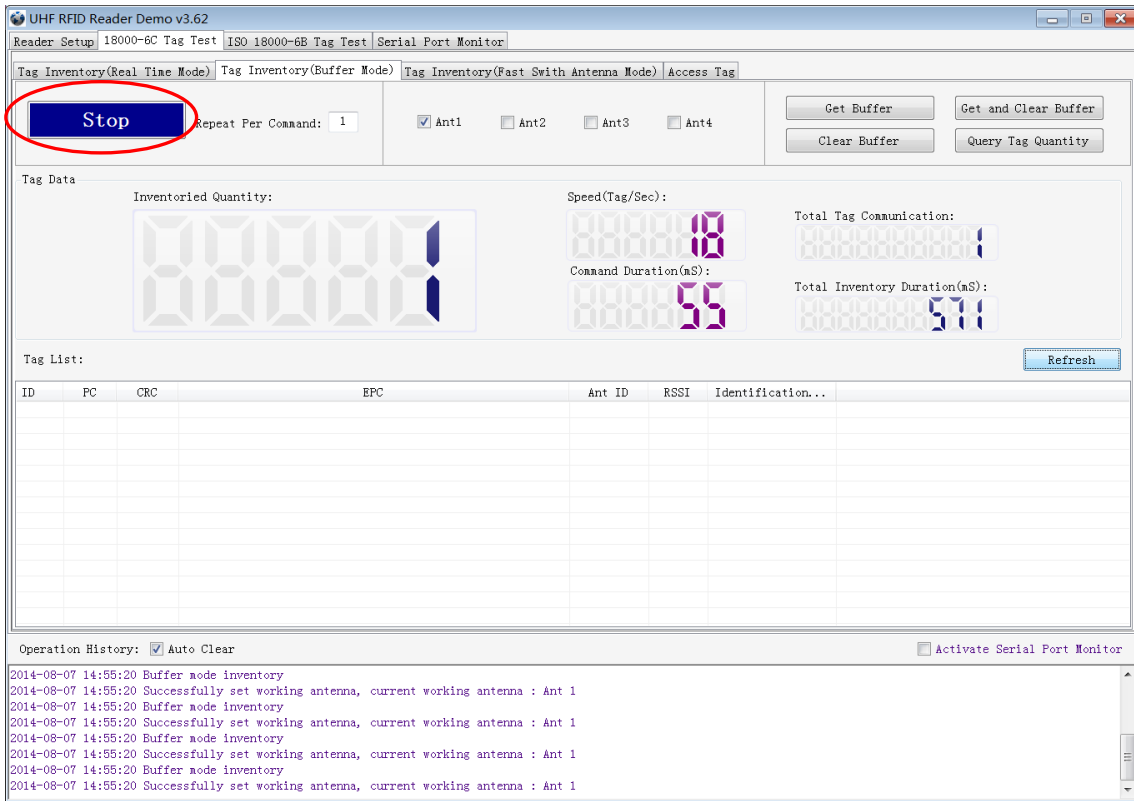 UHF RFID Reader Demo v3.62
Reader Setup 18000-6C Tag Test ISO 18000-6B Tag Test Serial Port Monitor
Tag Inventory(Real Time Mode) Tag Inventory(Buffer Mode) Tag Inventory(Fast Swith Antenna Mode) Access Tag
Stop Repeat Per Command: 1 Ant1 Ant2 Ant3 Ant4 Get Buffer Get and Clear Buffer
Clear Buffer Query Tag Quantity
Tag Data
Inventoried Quantity: Speed(Tag/Sec):
1 18
Total Tag Communication:
1
Command Duration(mS):
55
Total Inventory Duration(mS):
571
Tag List: Refresh
ID PC CRC EPC Ant ID RSSI Identification...
Operation History: Auto Clear Activate Serial Port Monitor
2014-08-07 14:55:20 Buffer mode inventory
2014-08-07 14:55:20 Successfully set working antenna, current working antenna : Ant 1
2014-08-07 14:55:20 Buffer mode inventory
2014-08-07 14:55:20 Successfully set working antenna, current working antenna : Ant 1
2014-08-07 14:55:20 Buffer mode inventory
2014-08-07 14:55:20 Successfully set working antenna, current working antenna : Ant 1
2014-08-07 14:55:20 Buffer mode inventory
2014-08-07 14:55:20 Successfully set working antenna, current working antenna : Ant 1